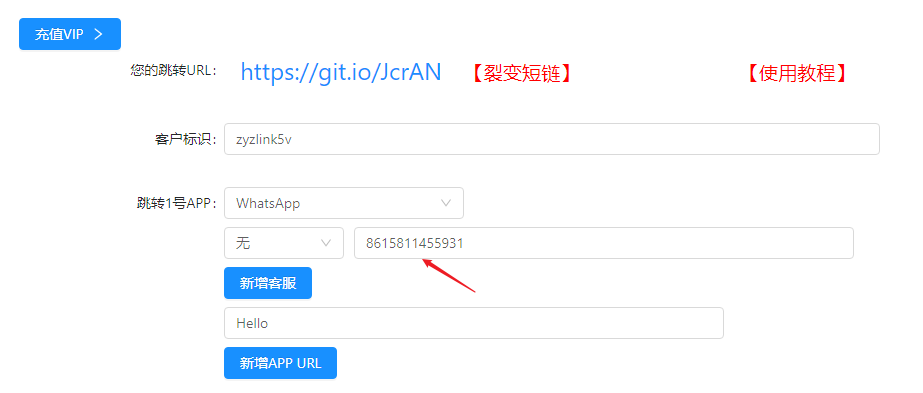 充值VIP >
您的跳转URL: https://git.io/JcrAN 【裂变短链】 【使用教程】
客户标识: zyzlink5v
跳转1号APP: WhatsApp
无 8615811455931
新增客服
Hello
新增APP URL